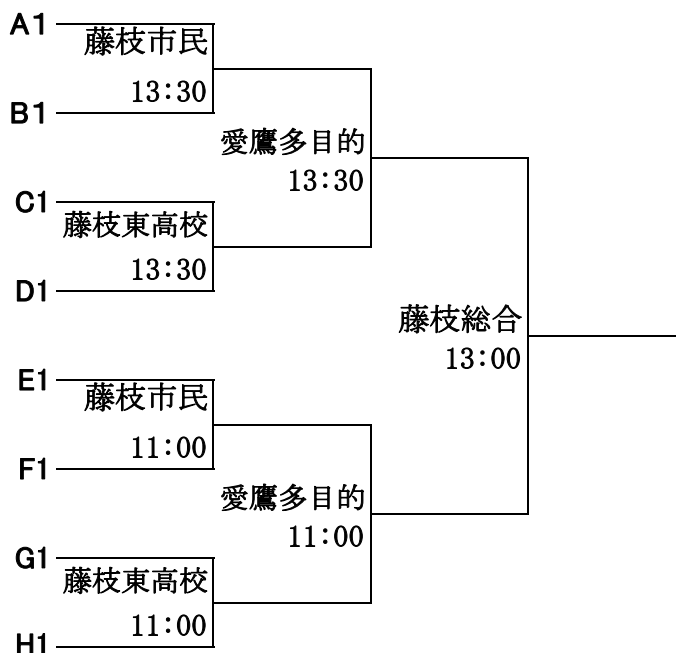 A1
藤枝市民
13:30
B1
愛鷹多目的
13:30
C1
藤枝東高校
13:30
D1
藤枝総合
13:00
E1
藤枝市民
11:00
F1
愛鷹多目的
11:00
G1
藤枝東高校
11:00
H1